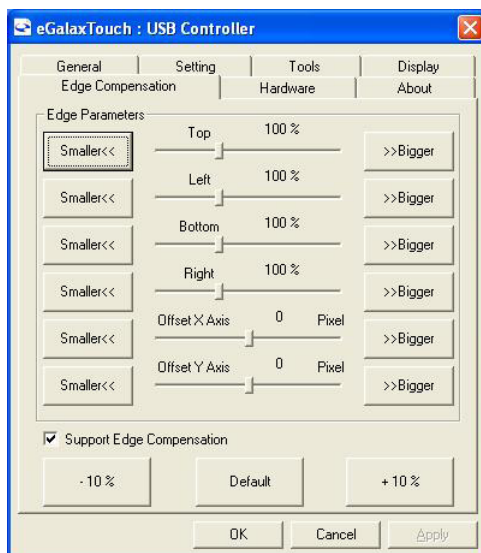 eGalaxTouch : USB Controller
General Setting Tools Display
Edge Compensation Hardware About
Edge Parameters
Top 100 %
Smaller<< >>Bigger
Left 100 %
Smaller<< >>Bigger
Bottom 100 %
Smaller<< >>Bigger
Right 100 %
Smaller<< >>Bigger
Offset X Axis 0 Pixel
Smaller<< >>Bigger
Offset Y Axis 0 Pixel
Smaller<< >>Bigger
Support Edge Compensation
- 10 % Default + 10 %
OK Cancel Apply